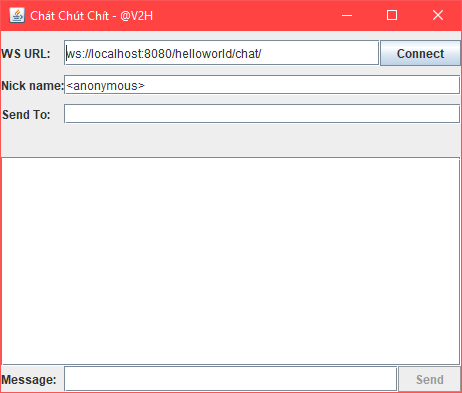 Chát Chút Chít - @V2H
WS URL: ws://localhost:8080/helloworld/chat/ Connect
Nick name: <anonymous>
Send To:
Message: Send